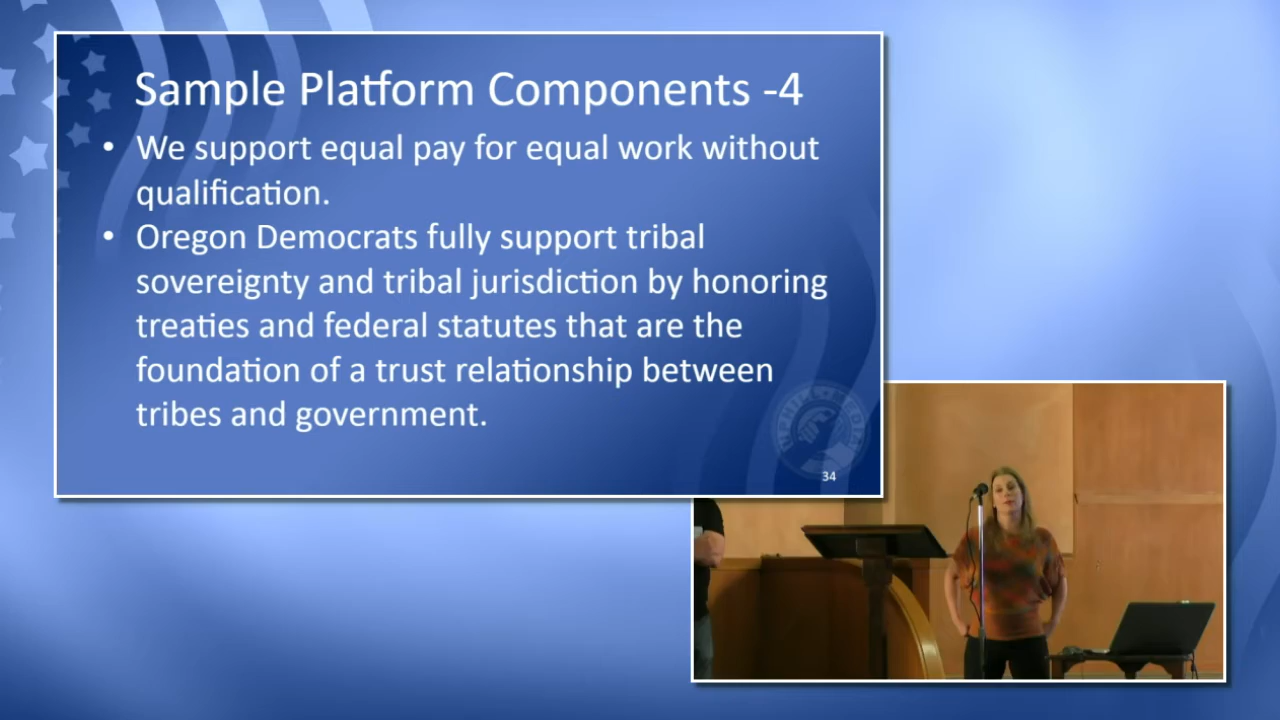 Sample Platform Components -4
• We support equal pay for equal work without
qualification.
• Oregon Democrats fully support tribal
sovereignty and tribal jurisdiction by honoring
treaties and federal statutes that are the
foundation of a trust relationship between
tribes and government.
34